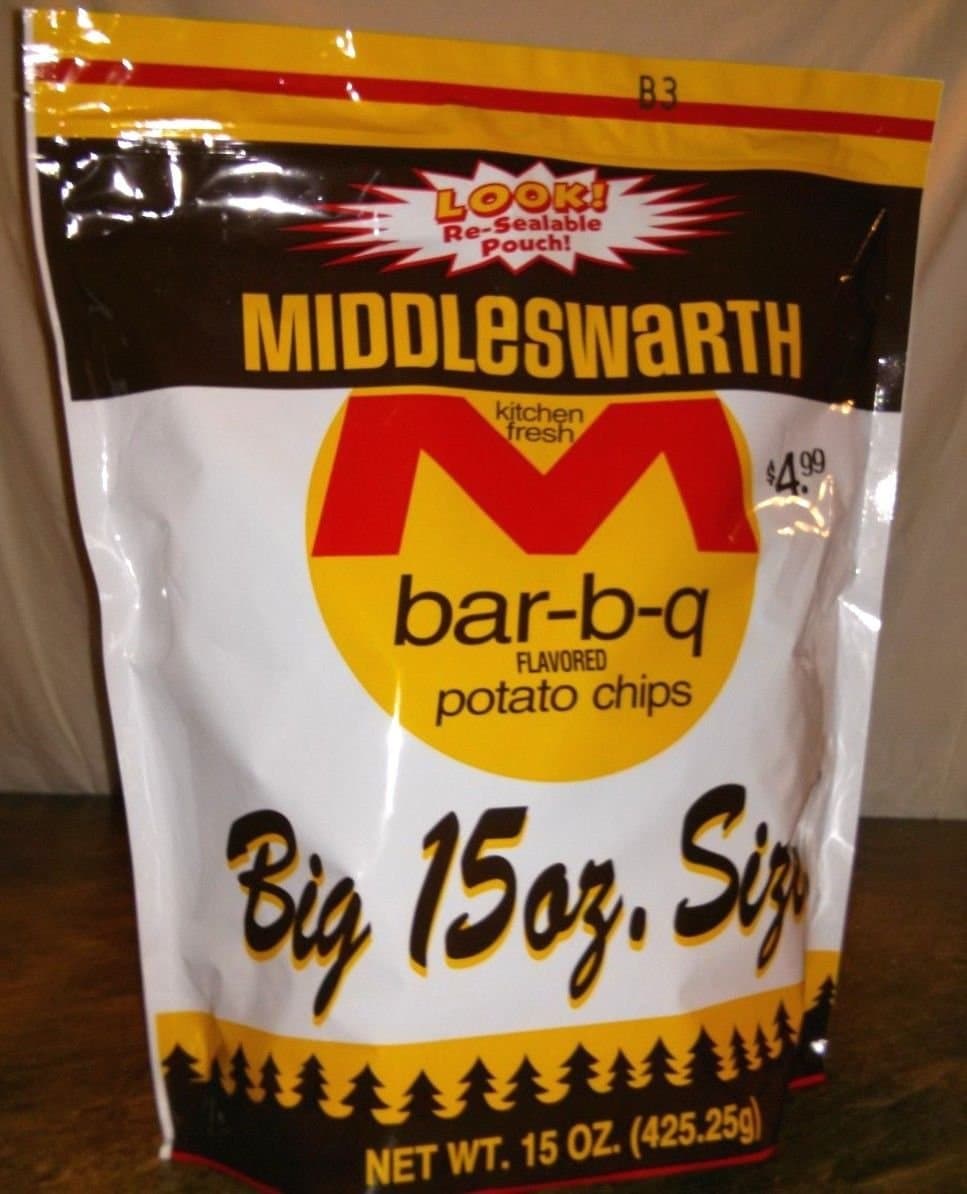 B3
LOOK!
Re-Sealable
Pouch!
MIDDLesWaRTH
kitchen
fresh
$4.99
bar-b-q
FLAVORED
potato chips
Big 15oz. Size
NET WT. 15 OZ. (425.25g)